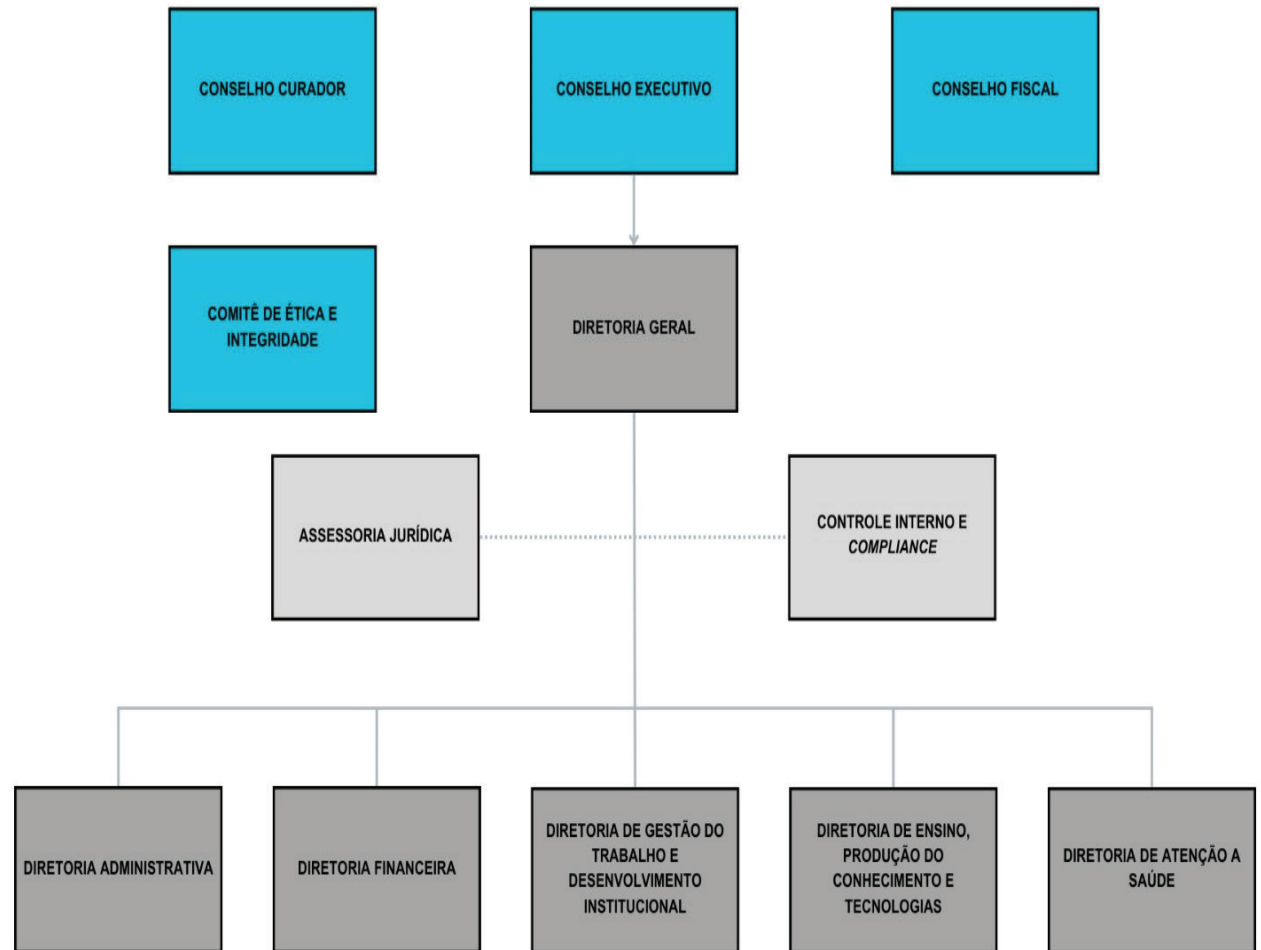 CONSELHO CURADOR
CONSELHO EXECUTIVO
CONSELHO FISCAL
COMITÊ DE ÉTICA E
INTEGRIDADE
DIRETORIA GERAL
ASSESSORIA JURÍDICA
CONTROLE INTERNO E
COMPLIANCE
DIRETORIA ADMINISTRATIVA
DIRETORIA FINANCEIRA
DIRETORIA DE GESTÃO DO
TRABALHO E
DESENVOLVIMENTO
INSTITUCIONAL
DIRETORIA DE ENSINO,
PRODUÇÃO DO
CONHECIMENTO E
TECNOLOGIAS
DIRETORIA DE ATENÇÃO A
SAÚDE